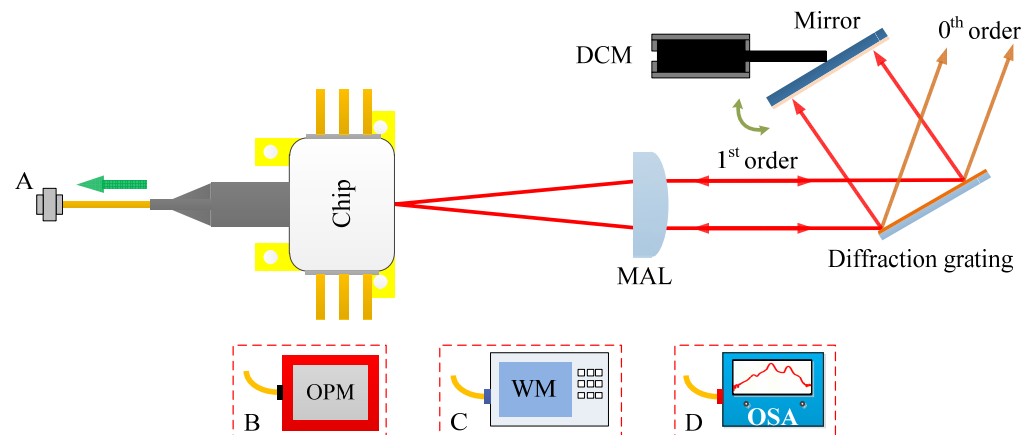 Mirror
0th order
DCM
A
Chip
1st order
MAL
Diffraction grating
OPM
WM
OSA
B
C
D